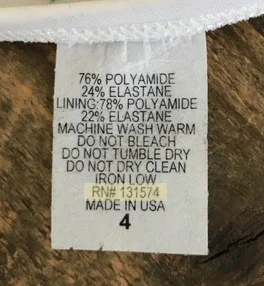 76% POLYAMIDE
24% ELASTANE
LINING:78% POLYAMIDE
22% ELASTANE
MACHINE WASH WARM
DO NOT BLEACH
DO NOT TUMBLE DRY
DO NOT DRY CLEAN
IRON LOW
RN# 131574
MADE IN USA
4